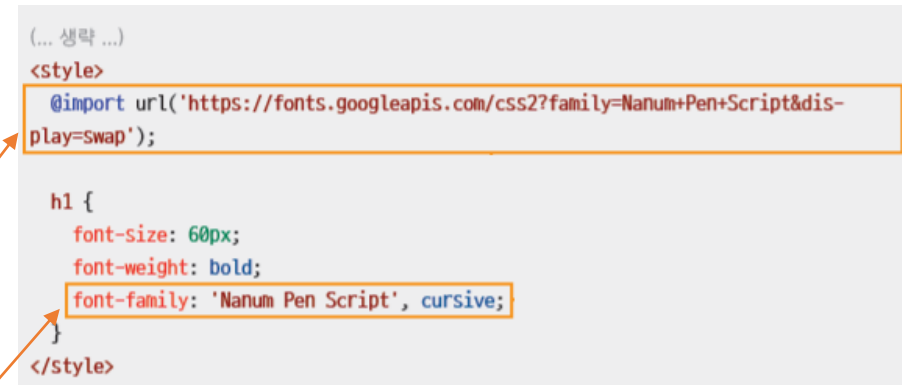 (... 생략 ...)
<style>
@import url('https://fonts.googleapis.com/css2?family=Nanum+Pen+Script&dis-
play=swap');
h1 {
font-size: 60px;
font-weight: bold;
font-family: 'Nanum Pen Script', cursive;
}
</style>